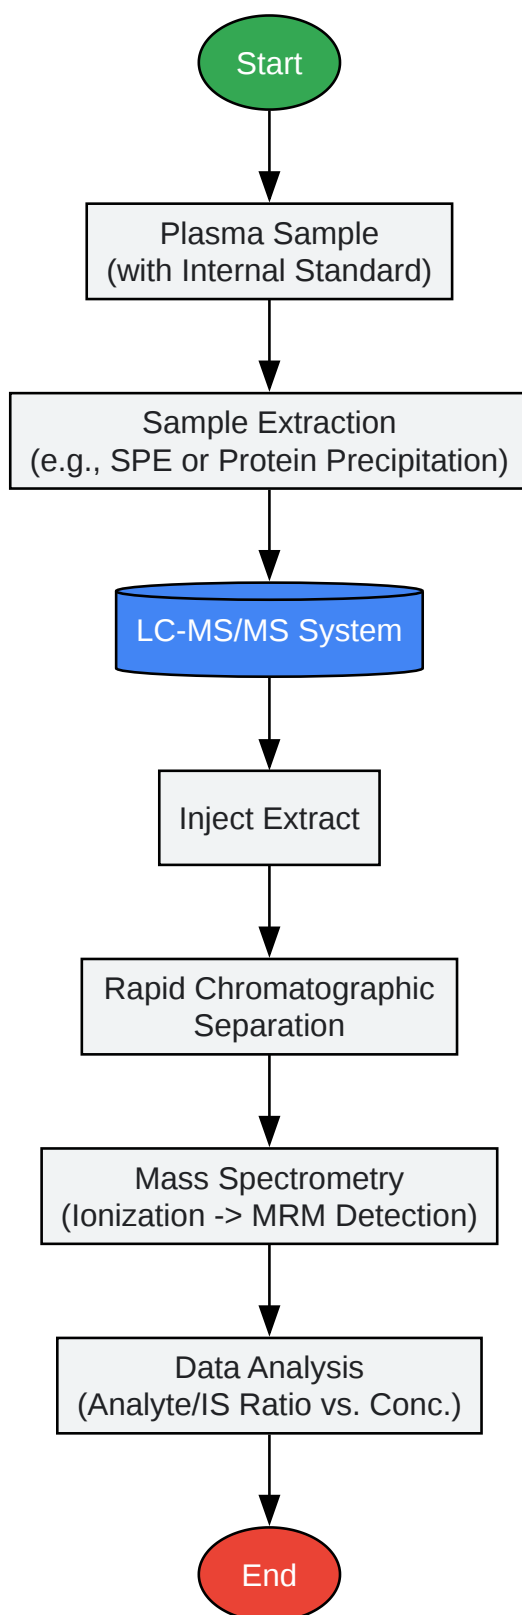 Start
Plasma Sample
(with Internal Standard)
Sample Extraction
(e.g., SPE or Protein Precipitation)
LC-MS/MS System
Inject Extract
Rapid Chromatographic
Separation
Mass Spectrometry
(Ionization -> MRM Detection)
Data Analysis
(Analyte/IS Ratio vs. Conc.)
End